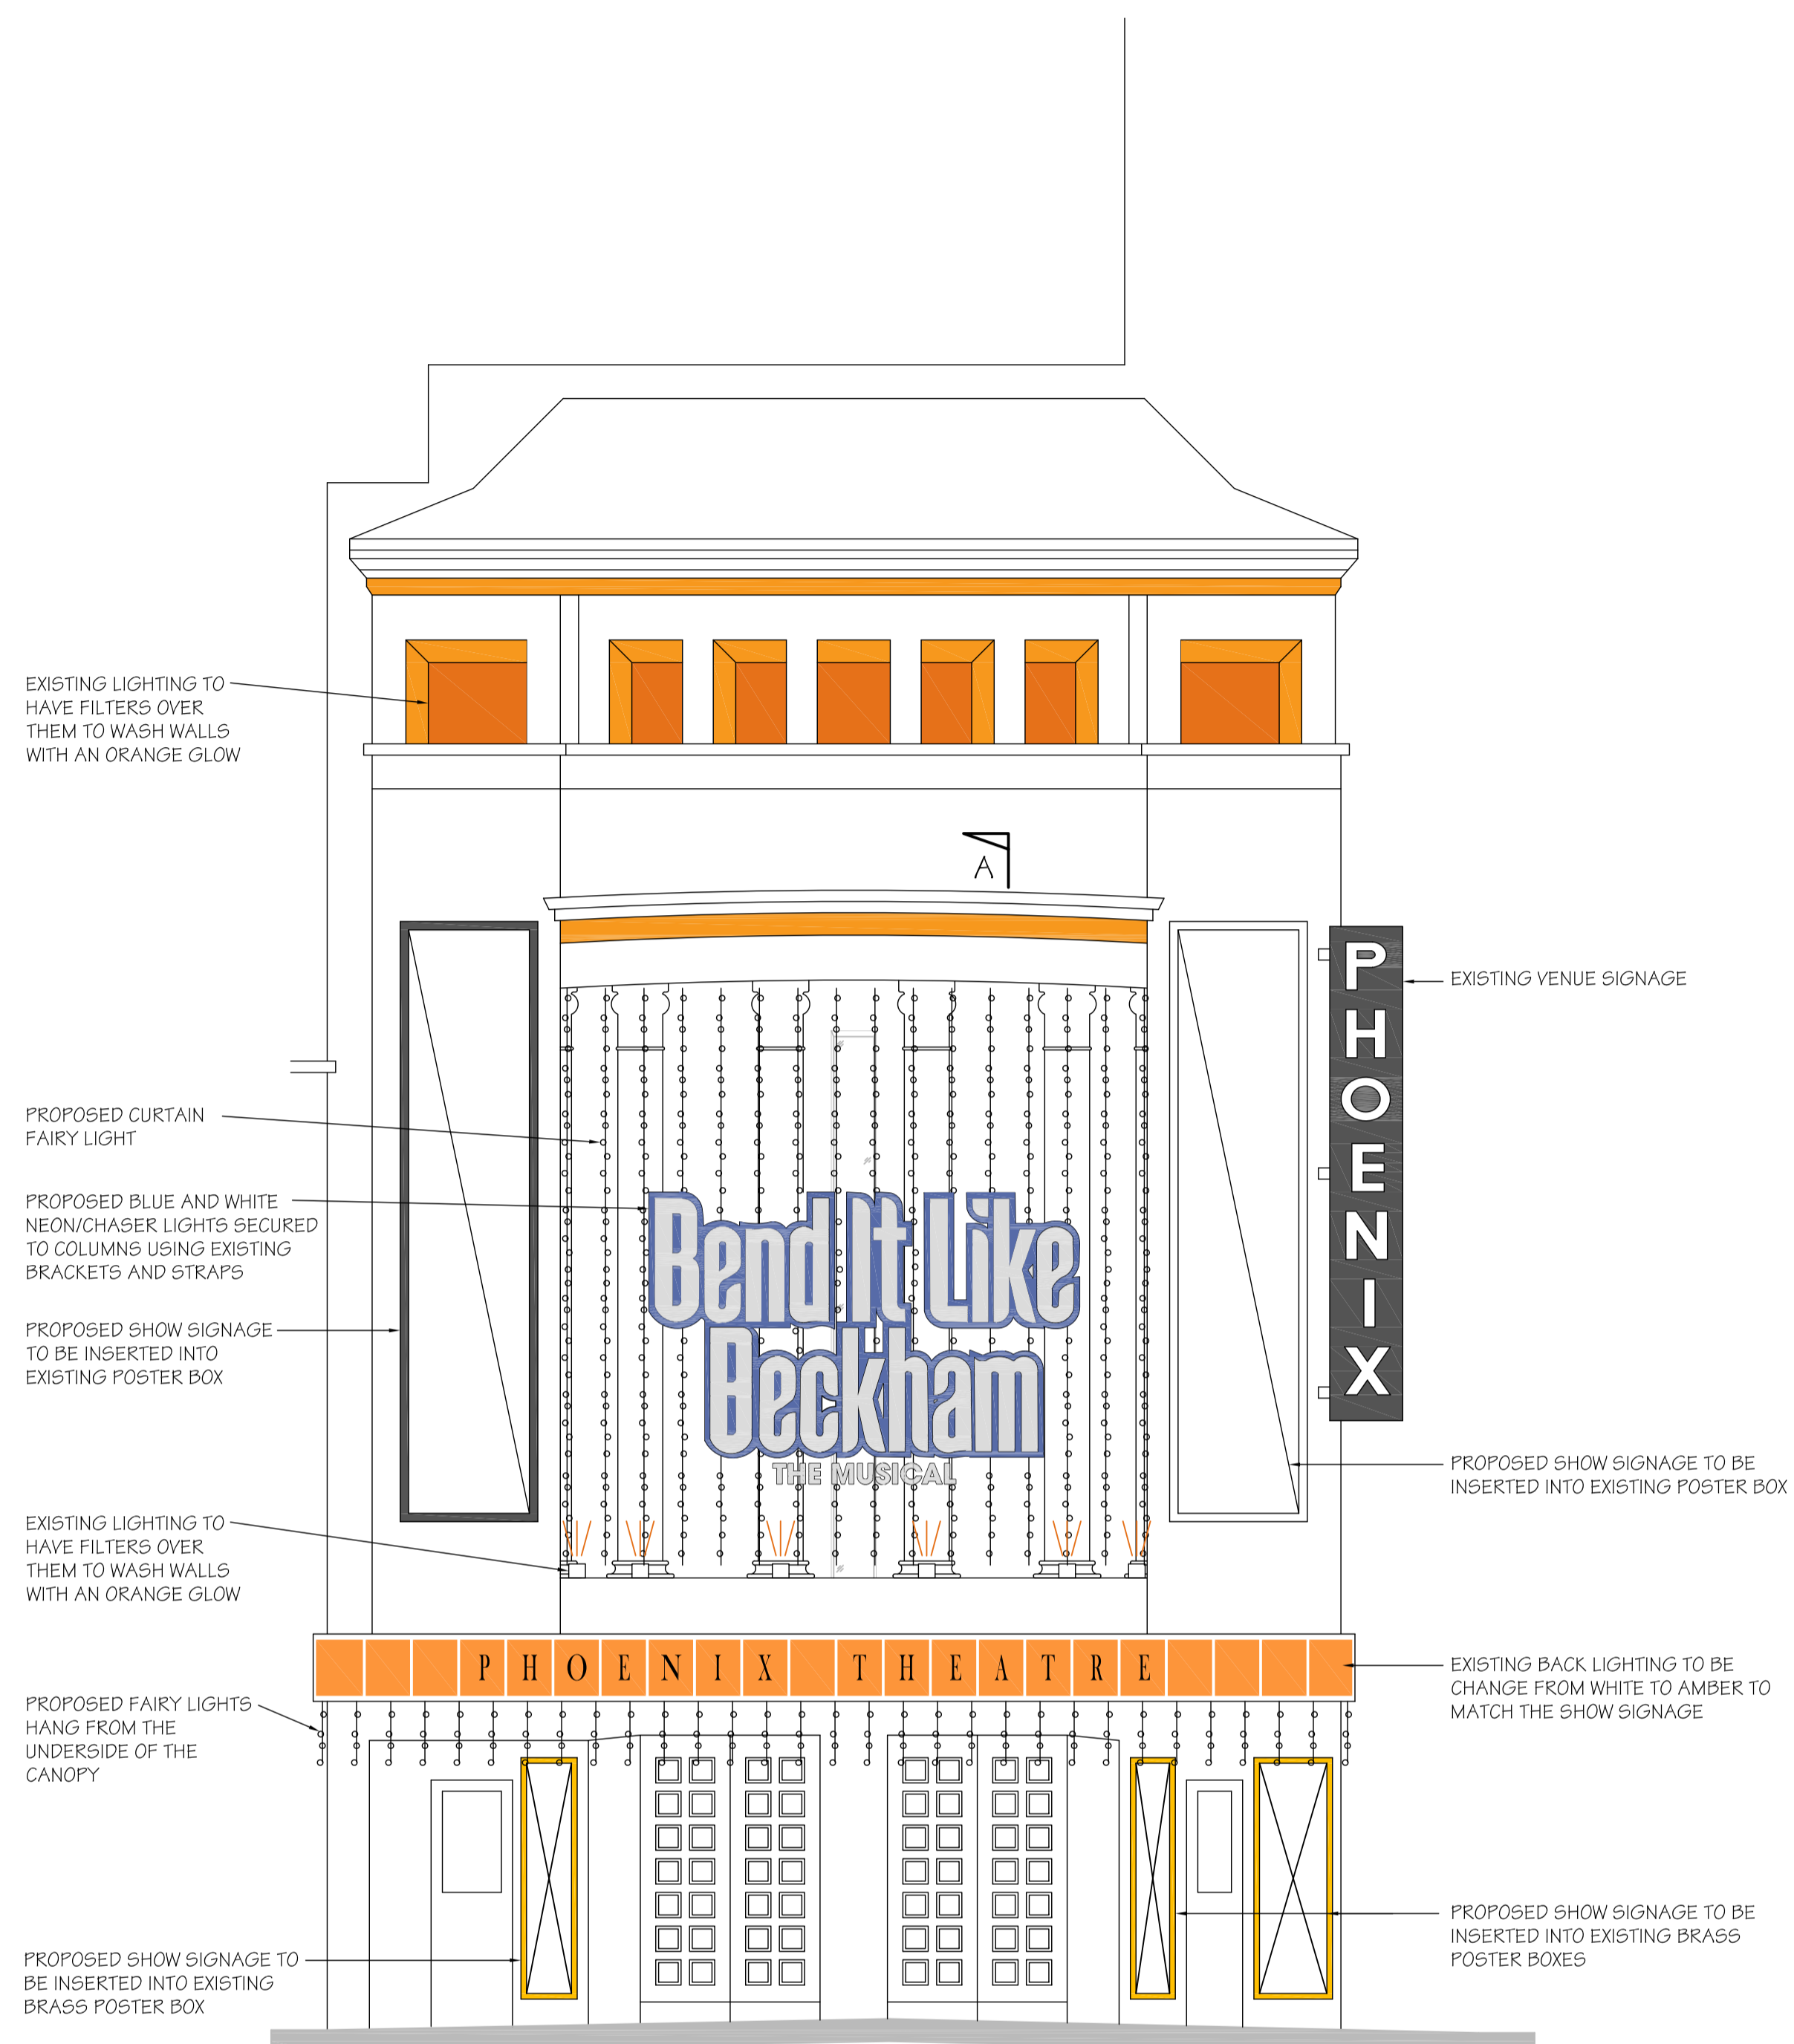 EXISTING LIGHTING TO
HAVE FILTERS OVER
THEM TO WASH WALLS
WITH AN ORANGE GLOW
A
PHOENIX
EXISTING VENUE SIGNAGE
PROPOSED CURTAIN
FAIRY LIGHT
PROPOSED BLUE AND WHITE
NEON/CHASER LIGHTS SECURED
TO COLUMNS USING EXISTING
BRACKETS AND STRAPS
Bend It Like
Beckham
THE MUSICAL
PROPOSED SHOW SIGNAGE
TO BE INSERTED INTO
EXISTING POSTER BOX
PROPOSED SHOW SIGNAGE TO BE
INSERTED INTO EXISTING POSTER BOX
EXISTING LIGHTING TO
HAVE FILTERS OVER
THEM TO WASH WALLS
WITH AN ORANGE GLOW
PHOENIX THEATRE
EXISTING BACK LIGHTING TO BE
CHANGE FROM WHITE TO AMBER TO
MATCH THE SHOW SIGNAGE
PROPOSED FAIRY LIGHTS
HANG FROM THE
UNDERSIDE OF THE
CANOPY
PROPOSED SHOW SIGNAGE TO BE
INSERTED INTO EXISTING BRASS
POSTER BOXES
PROPOSED SHOW SIGNAGE TO
BE INSERTED INTO EXISTING
BRASS POSTER BOX